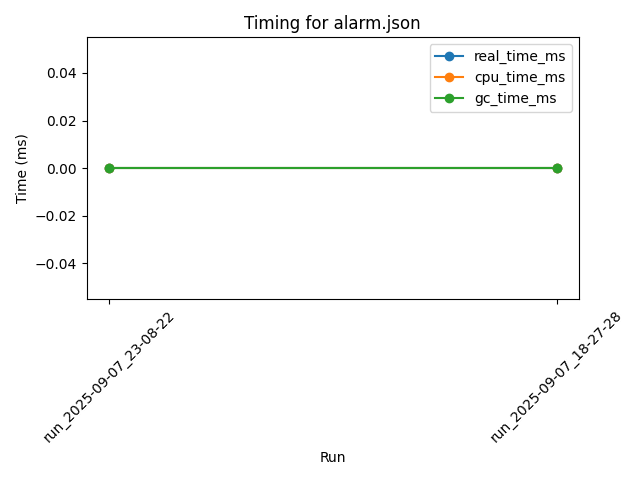 Timing for alarm.json
real_time_ms
cpu_time_ms
gc_time_ms
Time (ms)
0.04
0.02
0.00
−0.02
−0.04
run_2025-09-07_23-08-22
run_2025-09-07_18-27-28
Run